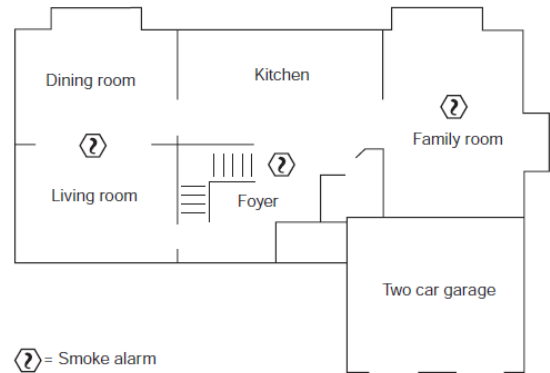 Dining room
Kitchen
Family room
Living room
Foyer
Two car garage
= Smoke alarm